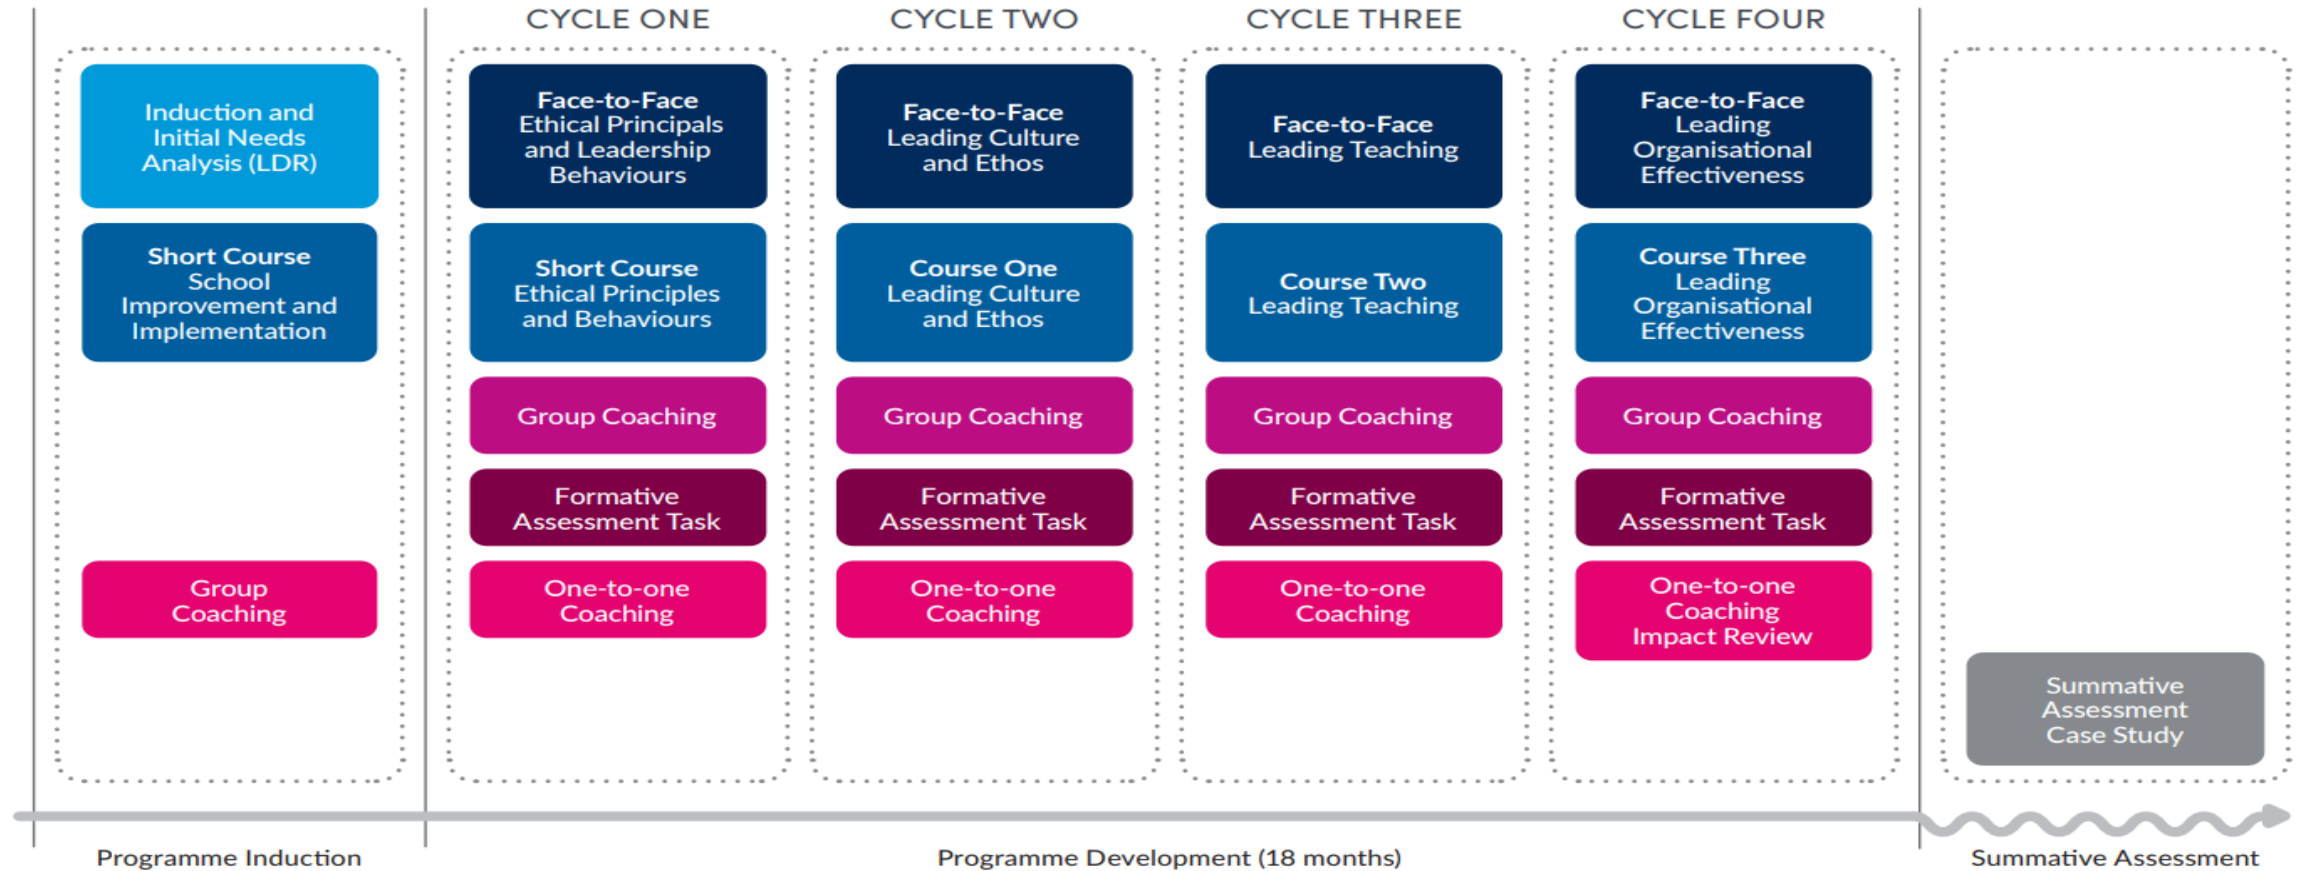 CYCLE ONE
CYCLE TWO
CYCLE THREE
CYCLE FOUR
Induction and
Initial Needs
Analysis (LDR)
Short Course
School
Improvement and
Implementation
Group
Coaching
Face-to-Face
Ethical Principals
and Leadership
Behaviours
Short Course
Ethical Principles
and Behaviours
Group Coaching
Formative
Assessment Task
One-to-one
Coaching
Face-to-Face
Leading Culture
and Ethos
Course One
Leading Culture
and Ethos
Group Coaching
Formative
Assessment Task
One-to-one
Coaching
Face-to-Face
Leading Teaching
Course Two
Leading Teaching
Group Coaching
Formative
Assessment Task
One-to-one
Coaching
Face-to-Face
Leading
Organisational
Effectiveness
Course Three
Leading
Organisational
Effectiveness
Group Coaching
Formative
Assessment Task
One-to-one
Coaching
Impact Review
Summative
Assessment
Case Study
Programme Induction
Programme Development (18 months)
Summative Assessment